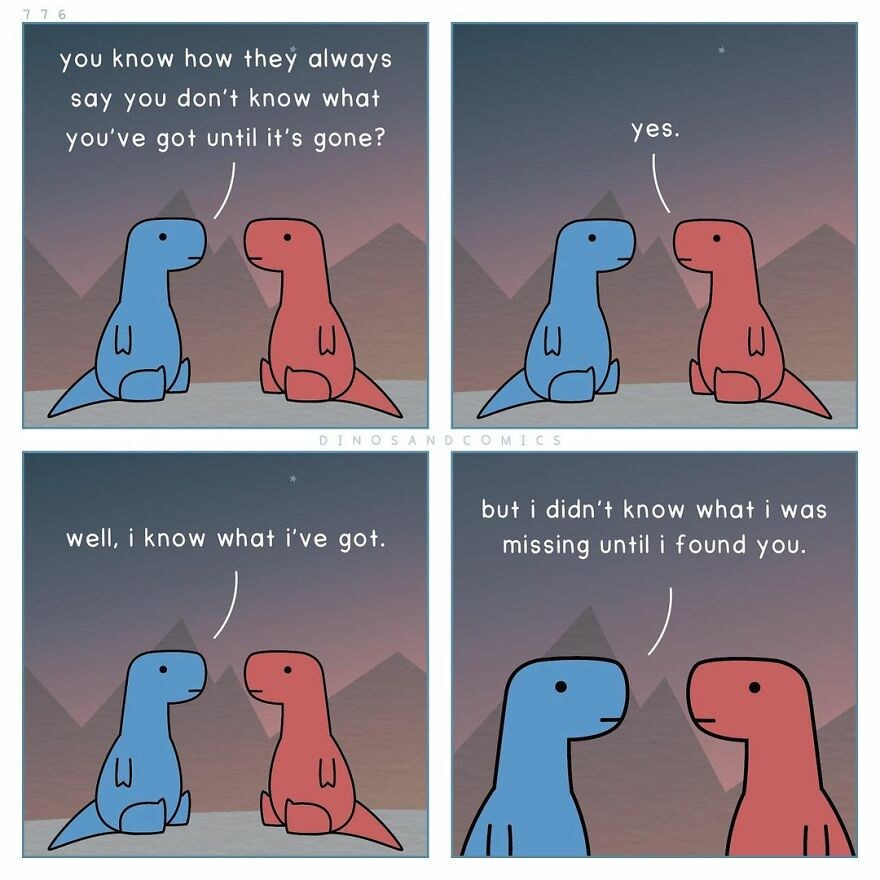 776
you know how they always
say you don't know what
you've got until it's gone?
yes.
DINOSANDCOMICS
well, i know what i've got.
but i didn't know what i was
missing until i found you.